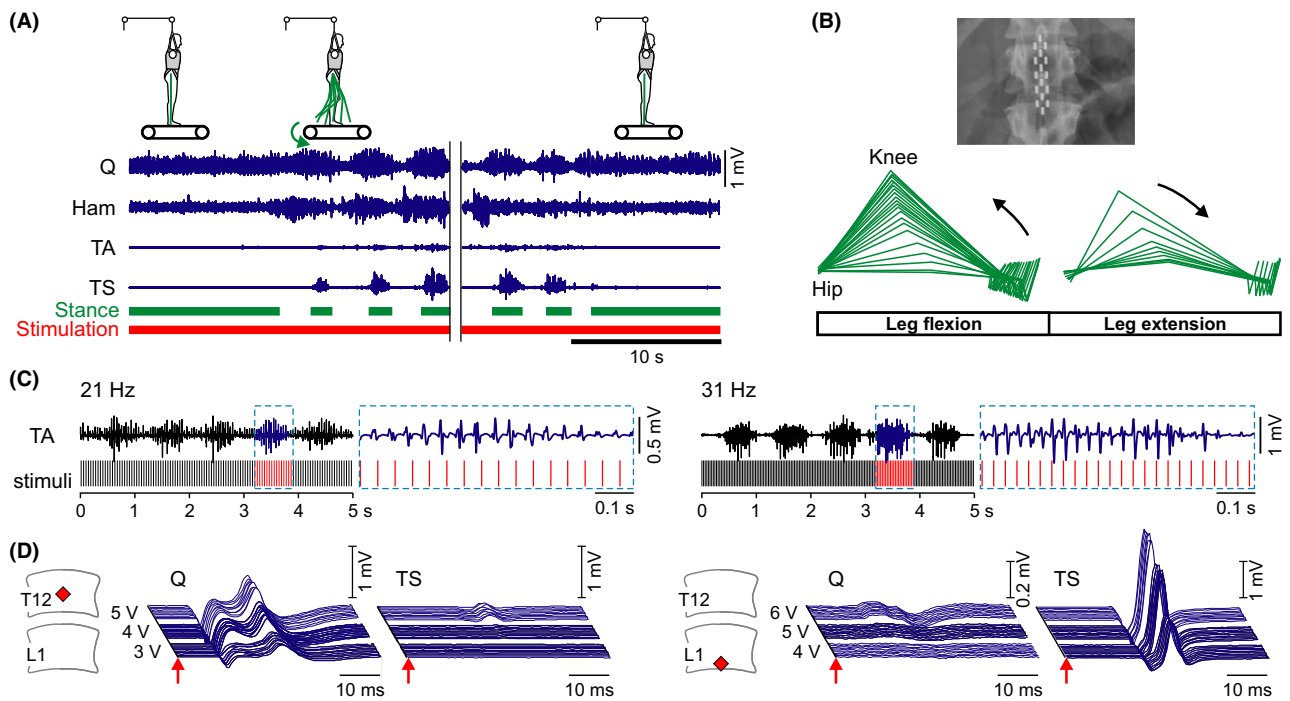 (A)
Q
Ham
TA
TS
Stance
Stimulation
1 mV
10 s
(B)
Knee
Hip
Leg flexion
Leg extension
(C)
21 Hz
TA
stimuli
0 1 2 3 4 5 s
0.5 mV
0.1 s
31 Hz
0 1 2 3 4 5 s
1 mV
0.1 s
(D)
T12
L1
Q
1 mV
5 V
4 V
3 V
10 ms
TS
1 mV
10 ms
T12
L1
Q
0.2 mV
6 V
5 V
4 V
10 ms
TS
1 mV
10 ms